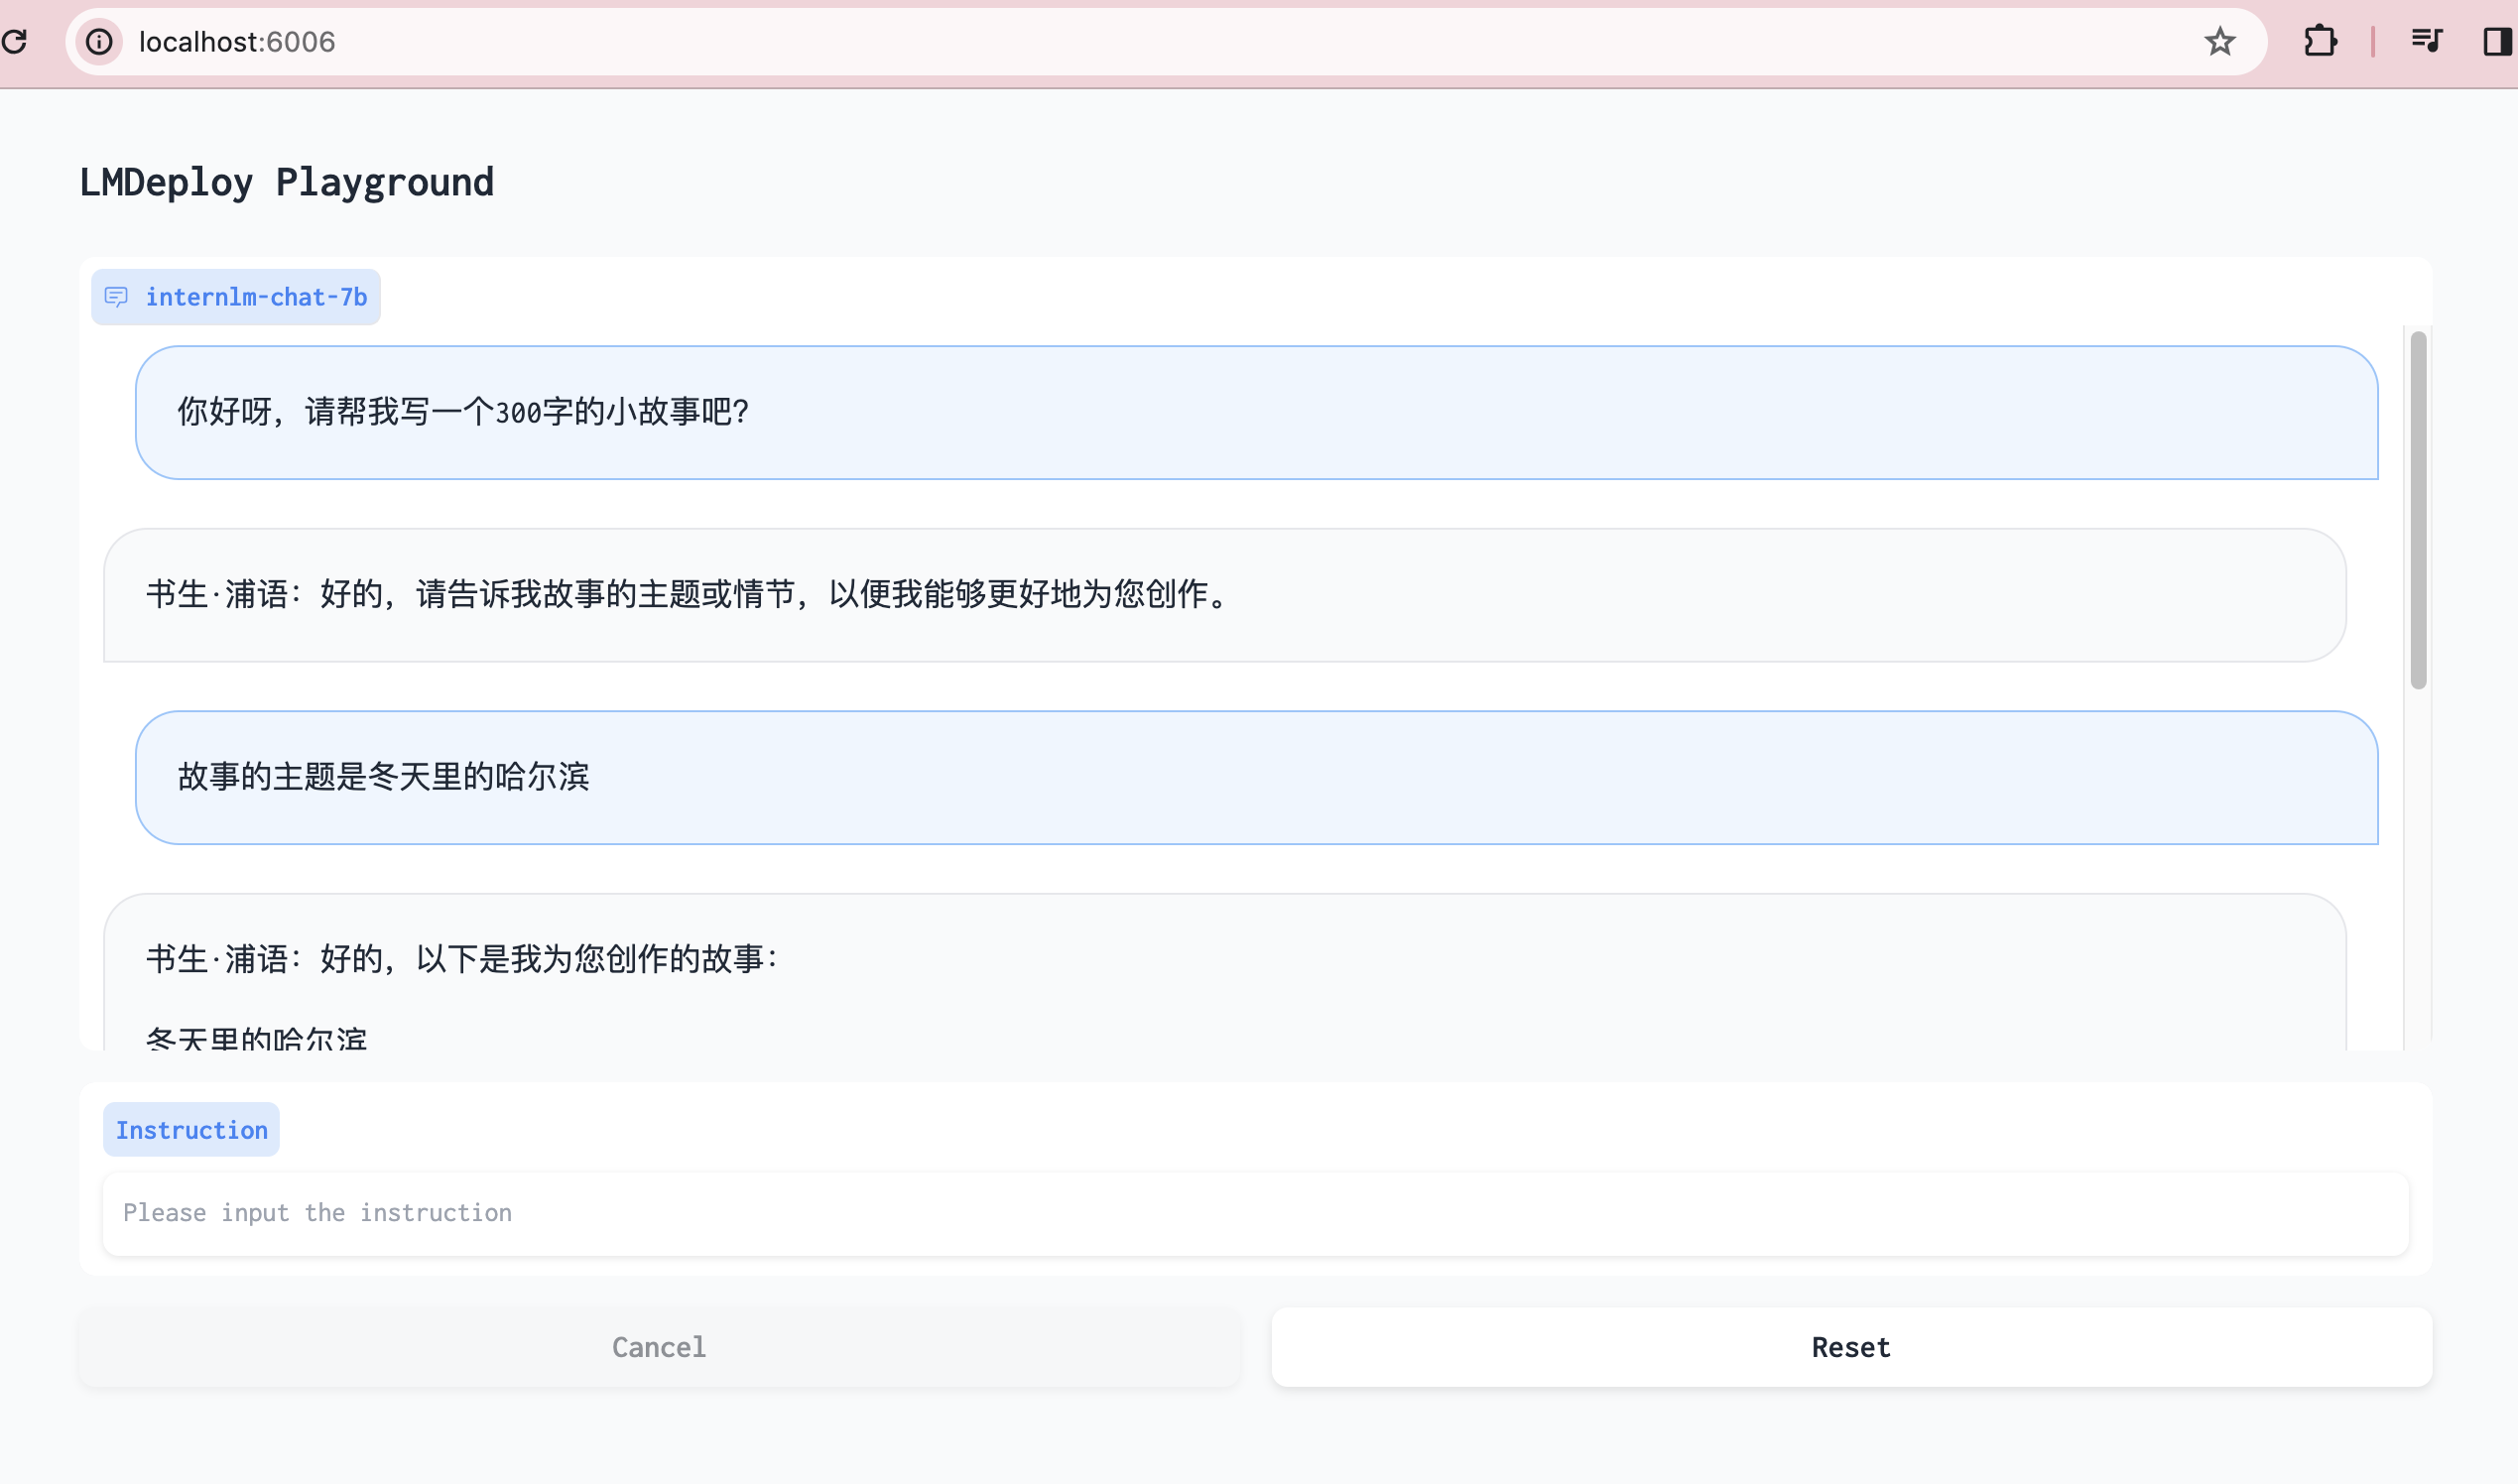 localhost:6006
LMDeploy Playground
internlm-chat-7b
你好呀，请帮我写一个300字的小故事吧？
书生·浦语：好的，请告诉我故事的主题或情节，以便我能够更好地为您创作。
故事的主题是冬天里的哈尔滨
书生·浦语：好的，以下是我为您创作的故事：
冬天里的哈尔滨
Instruction
Please input the instruction
Cancel
Reset